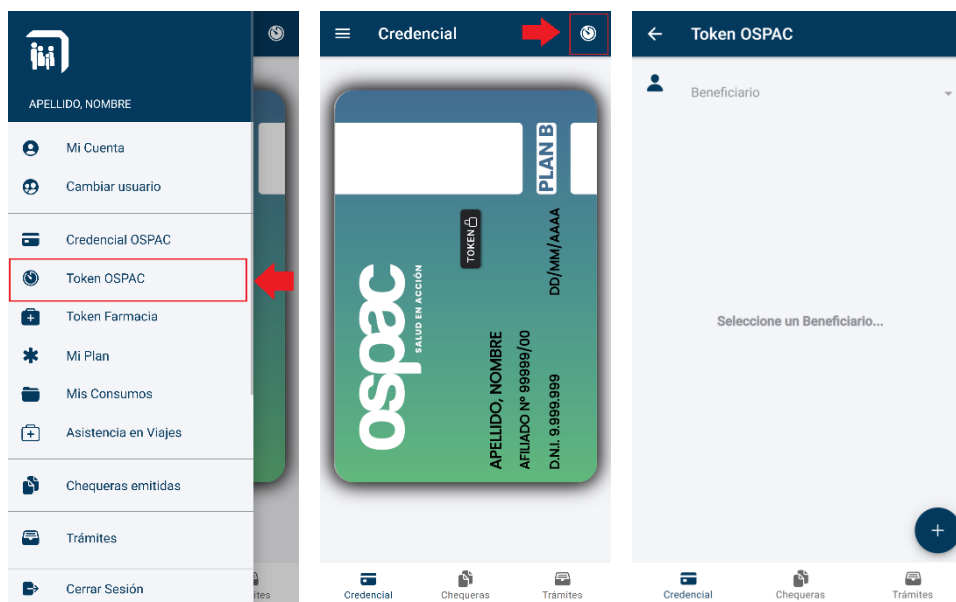 APELLIDO, NOMBRE
Mi Cuenta
Cambiar usuario
Credencial OSPAC
Token OSPAC
Token Farmacia
Mi Plan
Mis Consumos
Asistencia en Viajes
Chequeras emitidas
Trámites
Cerrar Sesión
ites
Credencial
PLAN B
TOKEN
DD/MM/AAAA
ospac
SALUD EN ACCIÓN
APELLIDO, NOMBRE
AFILIADO Nº 99999/00
D.N.I. 9.999.999
Credencial
Chequeras
Trámites
Token OSPAC
Beneficiario
Seleccione un Beneficiario...
Credencial
Chequeras
Trámites